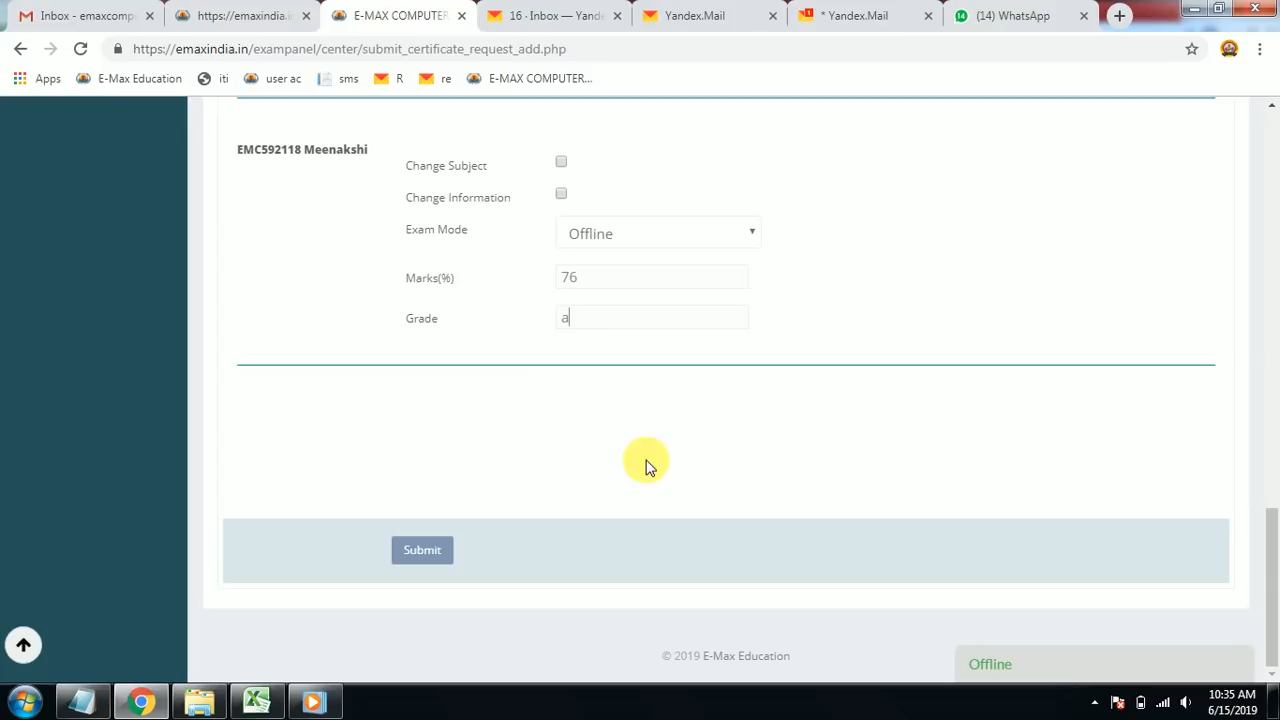 Inbox - emaxcomp
https://emaxindia.in
E-MAX COMPUTER
16 · Inbox — Yande
Yandex.Mail
* Yandex.Mail
(14) WhatsApp
https://emaxindia.in/exampanel/center/submit_certificate_request_add.php
Apps
E-Max Education
iti
user ac
sms
R
re
E-MAX COMPUTER...
EMC592118 Meenakshi
Change Subject
Change Information
Exam Mode
Offline
Marks(%)
76
Grade
a
Submit
© 2019 E-Max Education
Offline
10:35 AM
6/15/2019